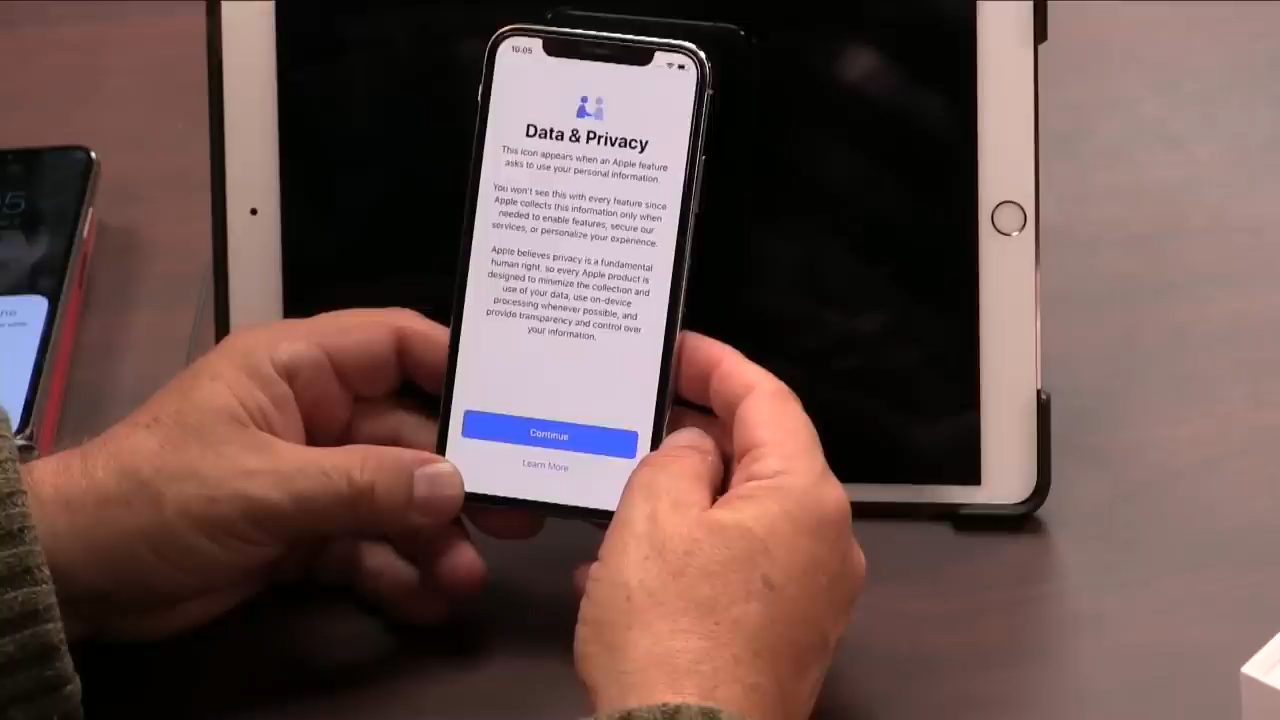 10:05
Data & Privacy
This icon appears when an Apple feature
asks to use your personal information.
You won't see this with every feature since
Apple collects this information only when
needed to enable features, secure our
services, or personalize your experience.
Apple believes privacy is a fundamental
human right, so every Apple product is
designed to minimize the collection and
use of your data, use on-device
processing whenever possible, and
provide transparency and control over
your information.
Continue
Learn More